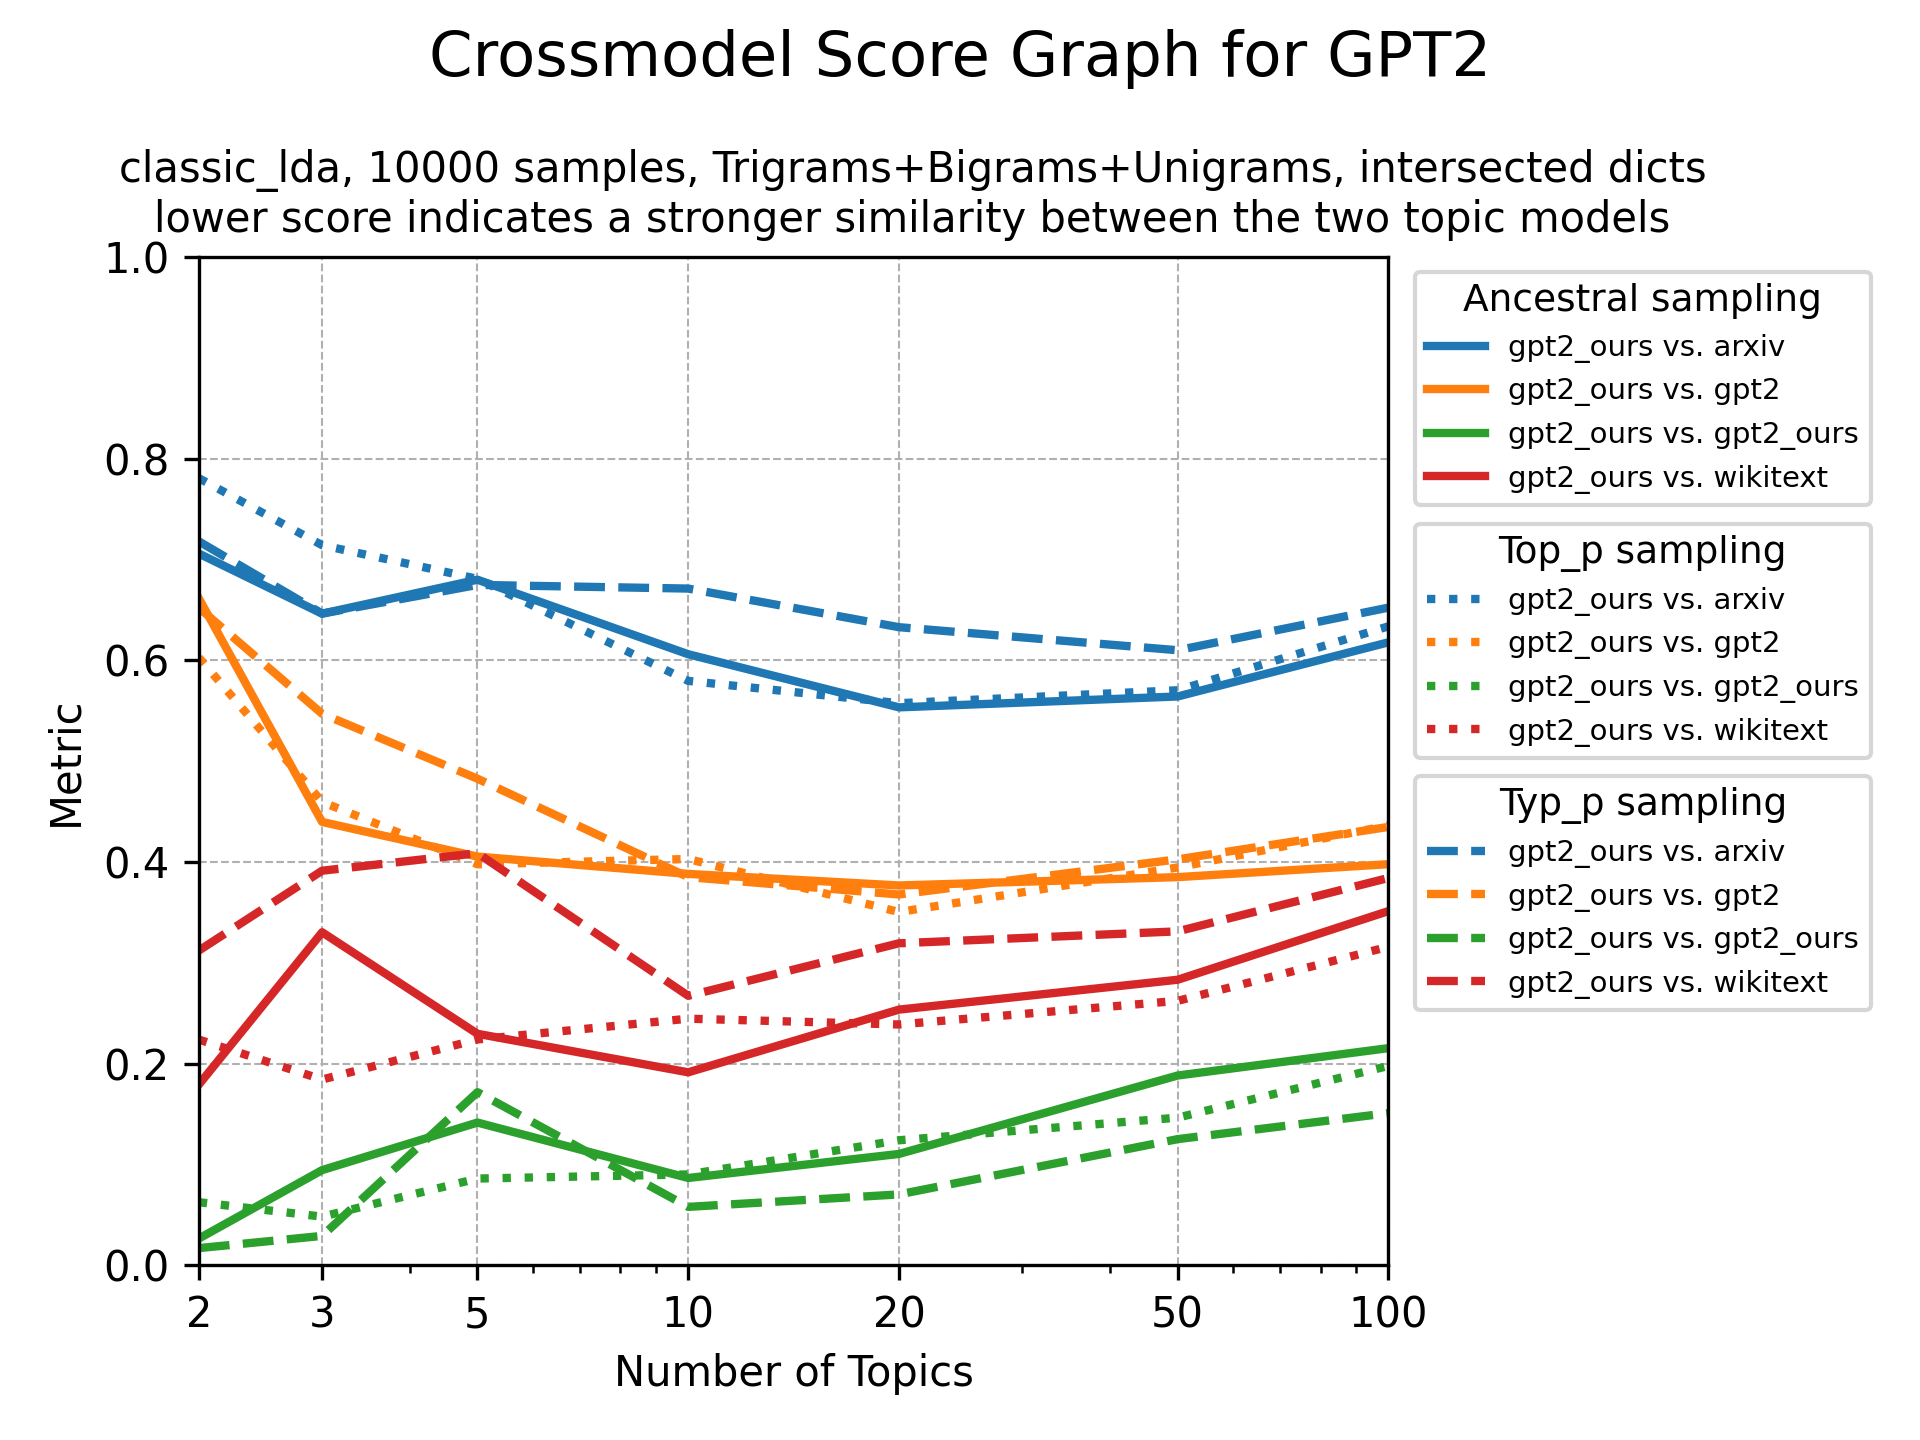 Crossmodel Score Graph for GPT2
classic_lda, 10000 samples, Trigrams+Bigrams+Unigrams, intersected dicts
lower score indicates a stronger similarity between the two topic models
1.0
0.8
0.6
0.4
0.2
0.0
Metric
2 3 5 10 20 50 100
Number of Topics
Ancestral sampling
gpt2_ours vs. arxiv
gpt2_ours vs. gpt2
gpt2_ours vs. gpt2_ours
gpt2_ours vs. wikitext
Top_p sampling
gpt2_ours vs. arxiv
gpt2_ours vs. gpt2
gpt2_ours vs. gpt2_ours
gpt2_ours vs. wikitext
Typ_p sampling
gpt2_ours vs. arxiv
gpt2_ours vs. gpt2
gpt2_ours vs. gpt2_ours
gpt2_ours vs. wikitext